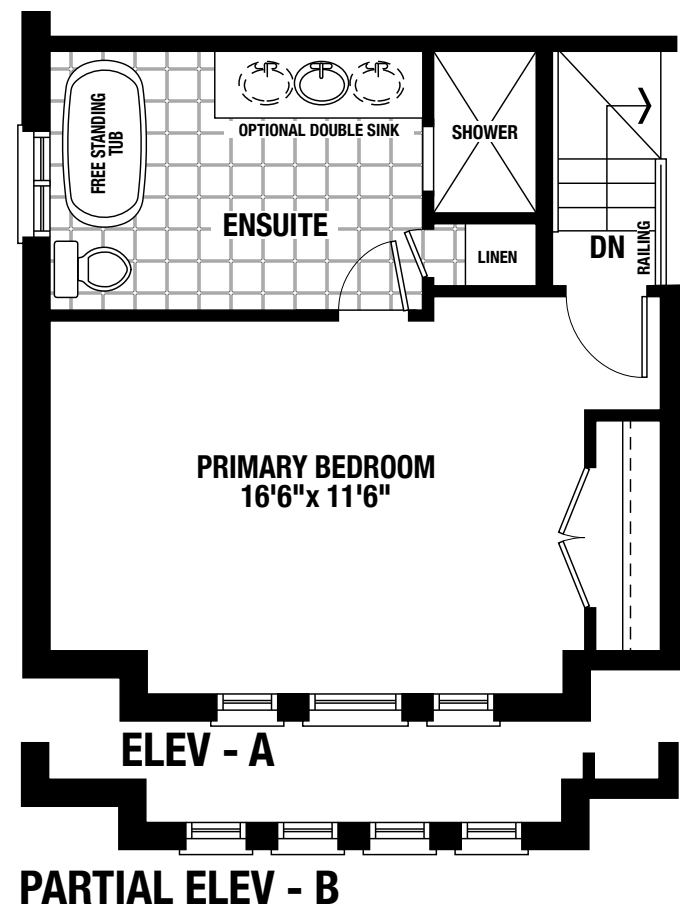 FREE STANDING
TUB
OPTIONAL DOUBLE SINK
SHOWER
ENSUITE
LINEN
DN
RAILING
PRIMARY BEDROOM
16'6"x 11'6"
ELEV - A
PARTIAL ELEV - B